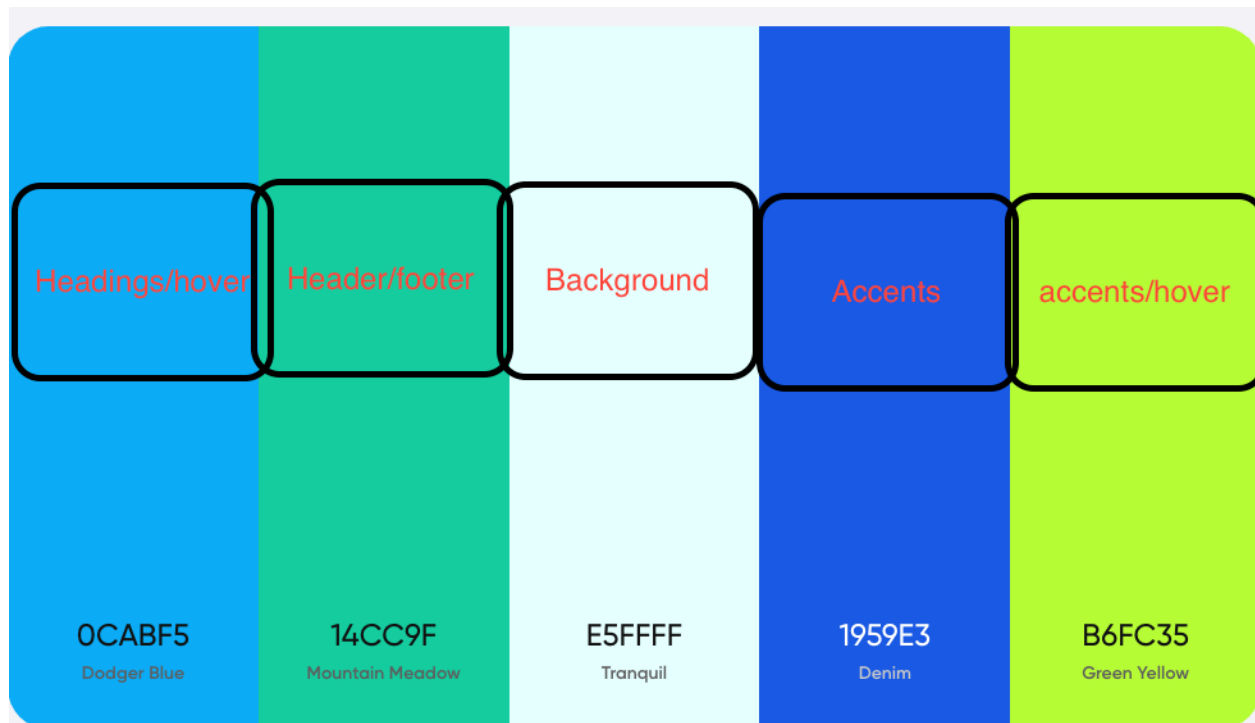 Headings/hover
Header/footer
Background
Accents
accents/hover
0CABF5
14CC9F
E5FFFF
1959E3
B6FC35
Dodger Blue
Mountain Meadow
Tranquil
Denim
Green Yellow